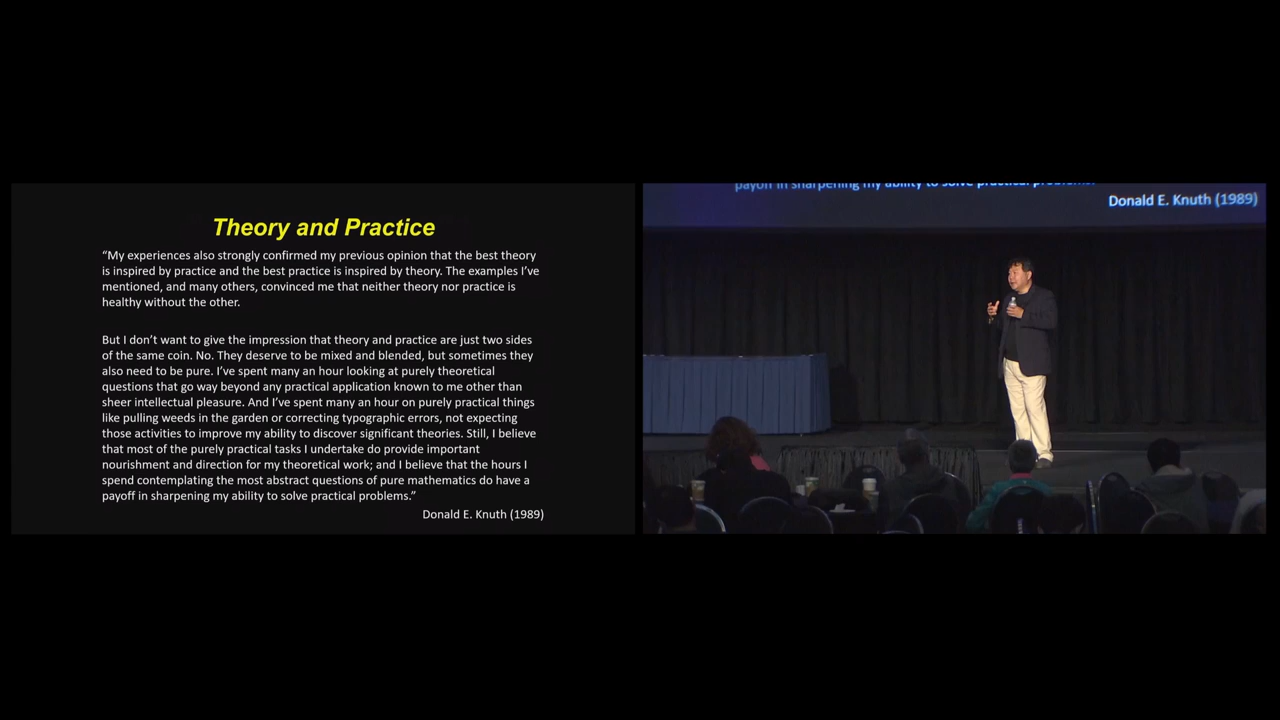 Theory and Practice
“My experiences also strongly confirmed my previous opinion that the best theory
is inspired by practice and the best practice is inspired by theory. The examples I’ve
mentioned, and many others, convinced me that neither theory nor practice is
healthy without the other.
But I don’t want to give the impression that theory and practice are just two sides
of the same coin. No. They deserve to be mixed and blended, but sometimes they
also need to be pure. I’ve spent many an hour looking at purely theoretical
questions that go way beyond any practical application known to me other than
sheer intellectual pleasure. And I’ve spent many an hour on purely practical things
like pulling weeds in the garden or correcting typographic errors, not expecting
those activities to improve my ability to discover significant theories. Still, I believe
that most of the purely practical tasks I undertake do provide important
nourishment and direction for my theoretical work; and I believe that the hours I
spend contemplating the most abstract questions of pure mathematics do have a
payoff in sharpening my ability to solve practical problems.”
Donald E. Knuth (1989)
payoff in sharpening my ability to solve practical problems.”
Donald E. Knuth (1989)